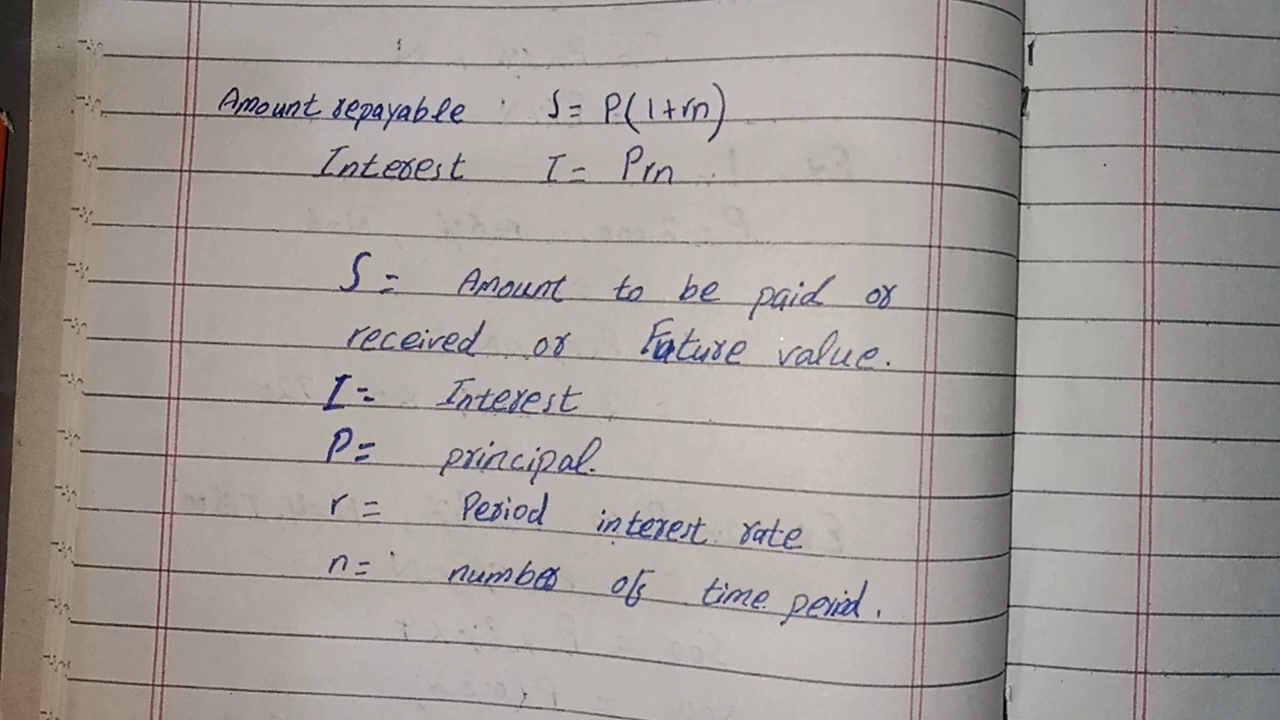 Amount repayable S = P(1+rn)
Interest I = Prn
S = Amount to be paid or
received or Future value.
I = Interest
P = principal.
r = Period interest rate
n = number of time period.